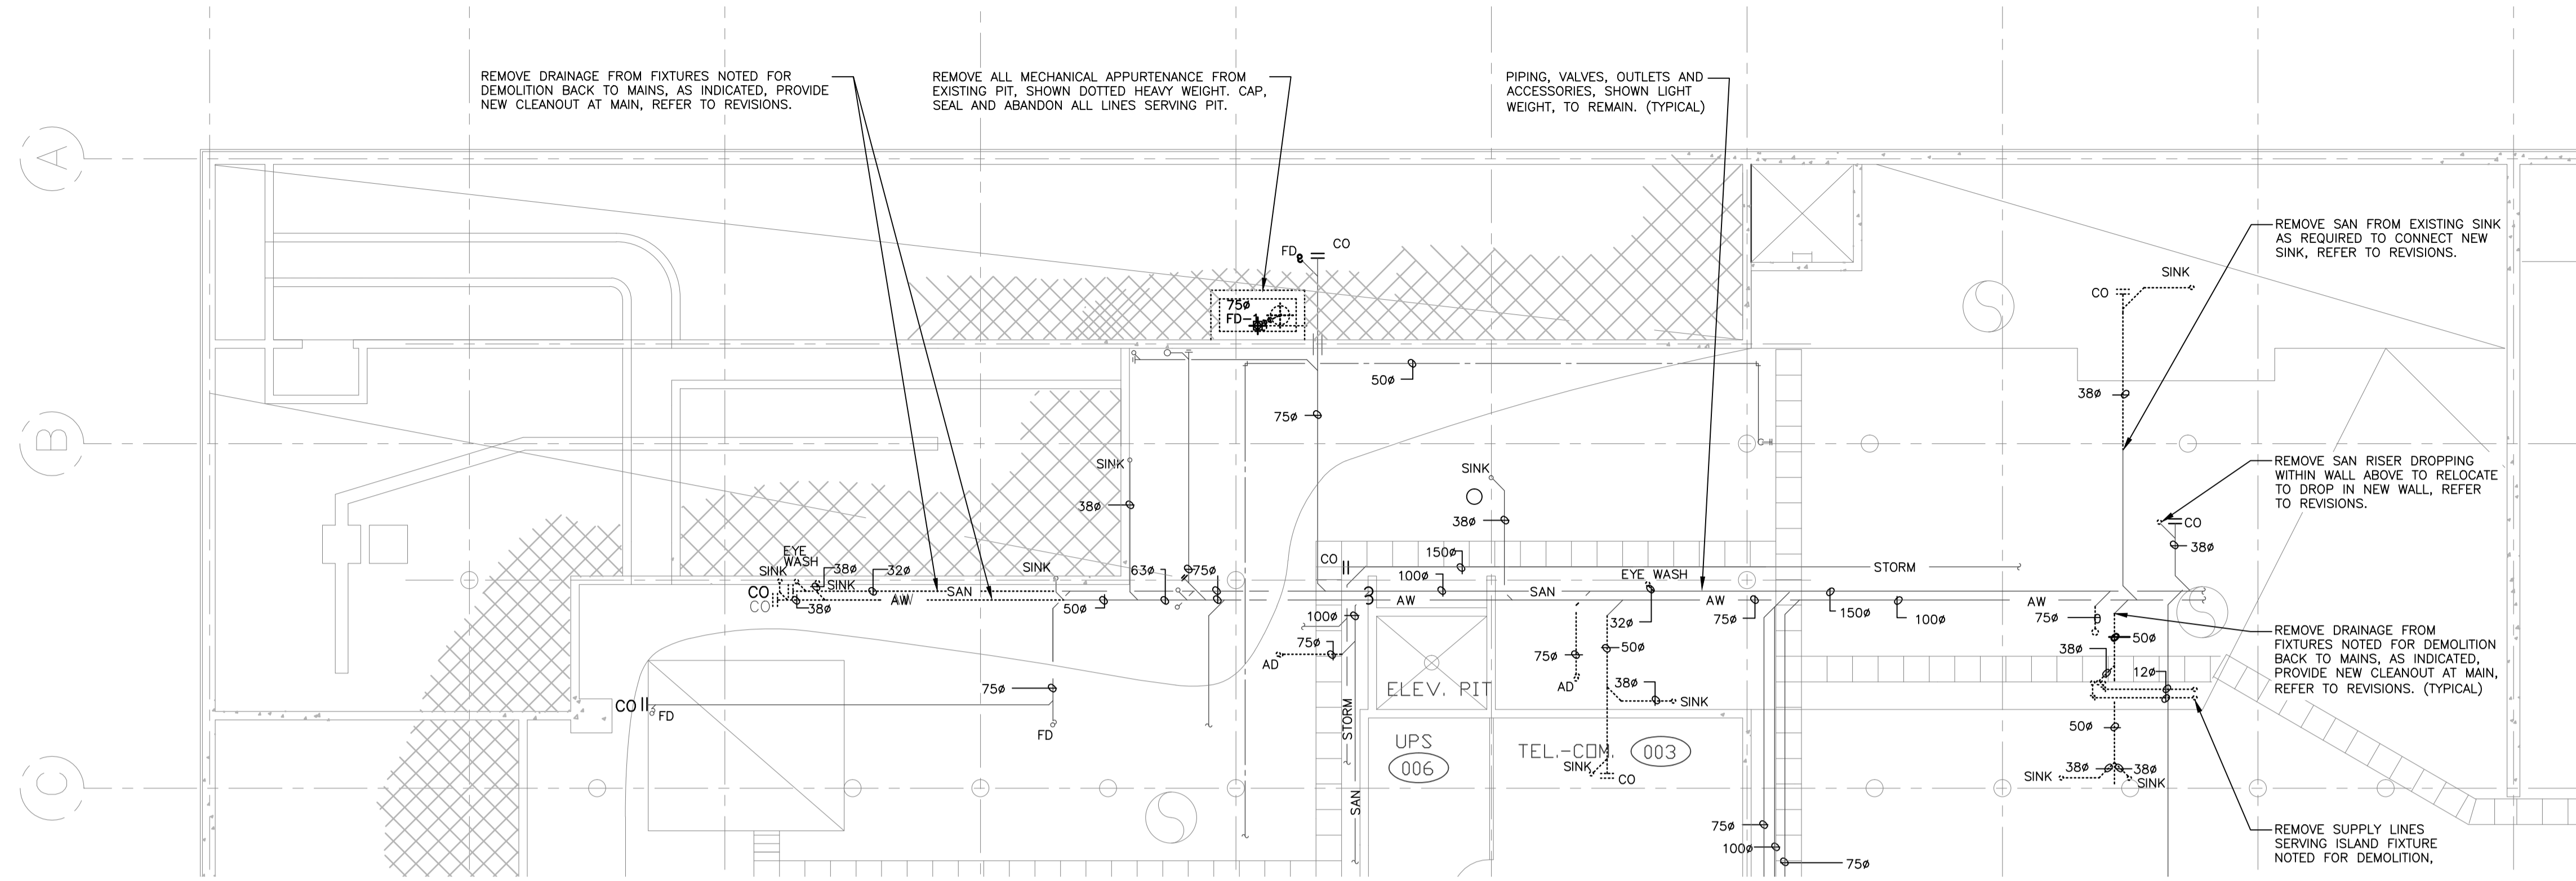 REMOVE DRAINAGE FROM FIXTURES NOTED FOR
DEMOLITION BACK TO MAINS, AS INDICATED, PROVIDE
NEW CLEANOUT AT MAIN, REFER TO REVISIONS.
REMOVE ALL MECHANICAL APPURTENANCE FROM
EXISTING PIT, SHOWN DOTTED HEAVY WEIGHT. CAP,
SEAL AND ABANDON ALL LINES SERVING PIT.
PIPING, VALVES, OUTLETS AND
ACCESSORIES, SHOWN LIGHT
WEIGHT, TO REMAIN. (TYPICAL)
A
REMOVE SAN FROM EXISTING SINK
AS REQUIRED TO CONNECT NEW
SINK, REFER TO REVISIONS.
FD
CO
SINK
CO
75ø
FD-1
50ø
38ø
75ø
B
SINK
SINK
REMOVE SAN RISER DROPPING
WITHIN WALL ABOVE TO RELOCATE
TO DROP IN NEW WALL, REFER
TO REVISIONS.
38ø
38ø
CO
38ø
EYE
WASH
SINK
38ø
32ø
SINK
SINK
63ø
75ø
CO
150ø
100ø
EYE WASH
STORM
CO
CO
38ø
SAN
AW
50ø
AW
SAN
AW
AW
32ø
75ø
150ø
100ø
75ø
100ø
75ø
AD
75ø
AD
50ø
38ø
SINK
50ø
38ø
12ø
REMOVE DRAINAGE FROM
FIXTURES NOTED FOR DEMOLITION
BACK TO MAINS, AS INDICATED,
PROVIDE NEW CLEANOUT AT MAIN,
REFER TO REVISIONS. (TYPICAL)
75ø
CO
FD
FD
ELEV. PIT
STORM
UPS
006
TEL.-COM.
003
SINK
CO
50ø
38ø
38ø
SINK
SINK
C
SAN
75ø
100ø
75ø
REMOVE SUPPLY LINES
SERVING ISLAND FIXTURE
NOTED FOR DEMOLITION,